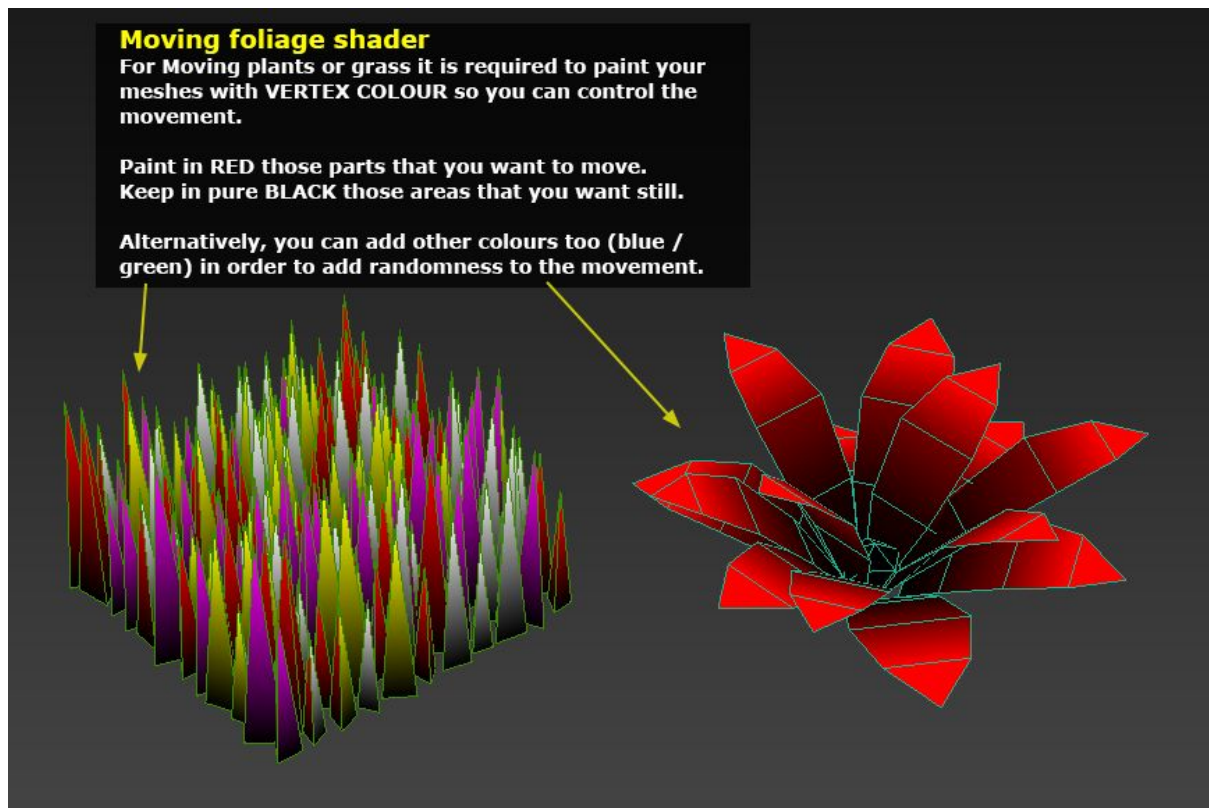 Moving foliage shader
For Moving plants or grass it is required to paint your
meshes with VERTEX COLOUR so you can control the
movement.
Paint in RED those parts that you want to move.
Keep in pure BLACK those areas that you want still.
Alternatively, you can add other colours too (blue /
green) in order to add randomness to the movement.